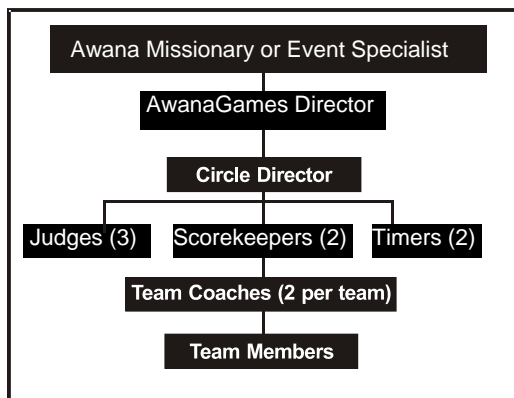 Awana Missionary or Event Specialist
AwanaGames Director
Circle Director
Judges (3) Scorekeepers (2) Timers (2)
Team Coaches (2 per team)
Team Members